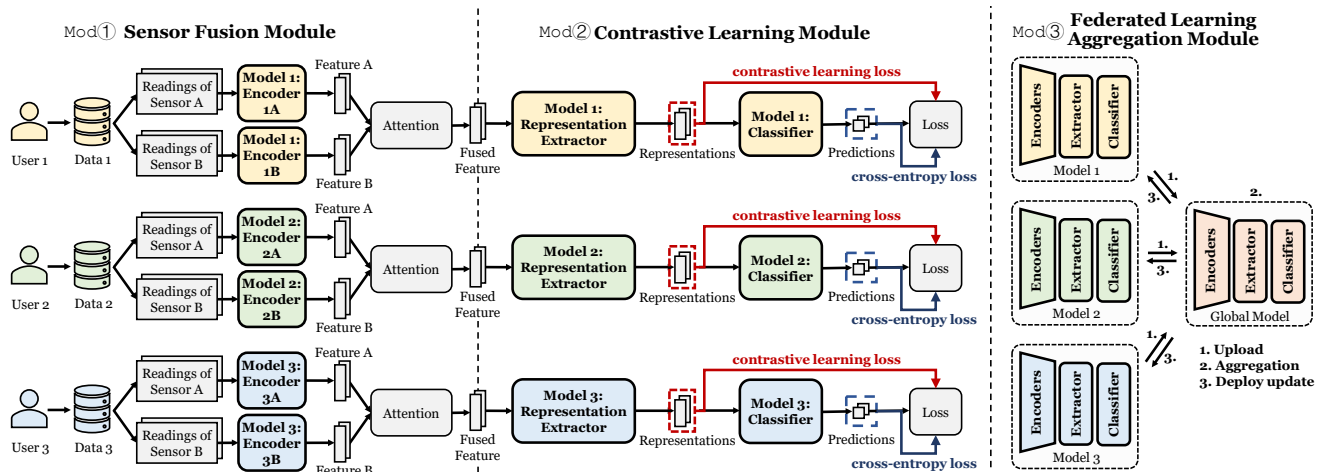 Mod① Sensor Fusion Module
Mod② Contrastive Learning Module
Mod③ Federated Learning
Aggregation Module
User 1
Data 1
Readings of
Sensor A
Readings of
Sensor B
Model 1:
Encoder
1A
Model 1:
Encoder
1B
Feature A
Feature B
Attention
Fused
Feature
Model 1:
Representation
Extractor
Representations
contrastive learning loss
Model 1:
Classifier
Predictions
Loss
cross-entropy loss
User 2
Data 2
Readings of
Sensor A
Readings of
Sensor B
Model 2:
Encoder
2A
Model 2:
Encoder
2B
Feature A
Feature B
Attention
Fused
Feature
Model 2:
Representation
Extractor
Representations
contrastive learning loss
Model 2:
Classifier
Predictions
Loss
cross-entropy loss
User 3
Data 3
Readings of
Sensor A
Readings of
Sensor B
Model 3:
Encoder
3A
Model 3:
Encoder
3B
Feature A
Feature B
Attention
Fused
Feature
Model 3:
Representation
Extractor
Representations
contrastive learning loss
Model 3:
Classifier
Predictions
Loss
cross-entropy loss
Encoders
Extractor
Classifier
Model 1
1.
3.
2.
Encoders
Extractor
Classifier
Model 2
1.
3.
Encoders
Extractor
Classifier
Global Model
1.
3.
Encoders
Extractor
Classifier
Model 3
1. Upload
2. Aggregation
3. Deploy update